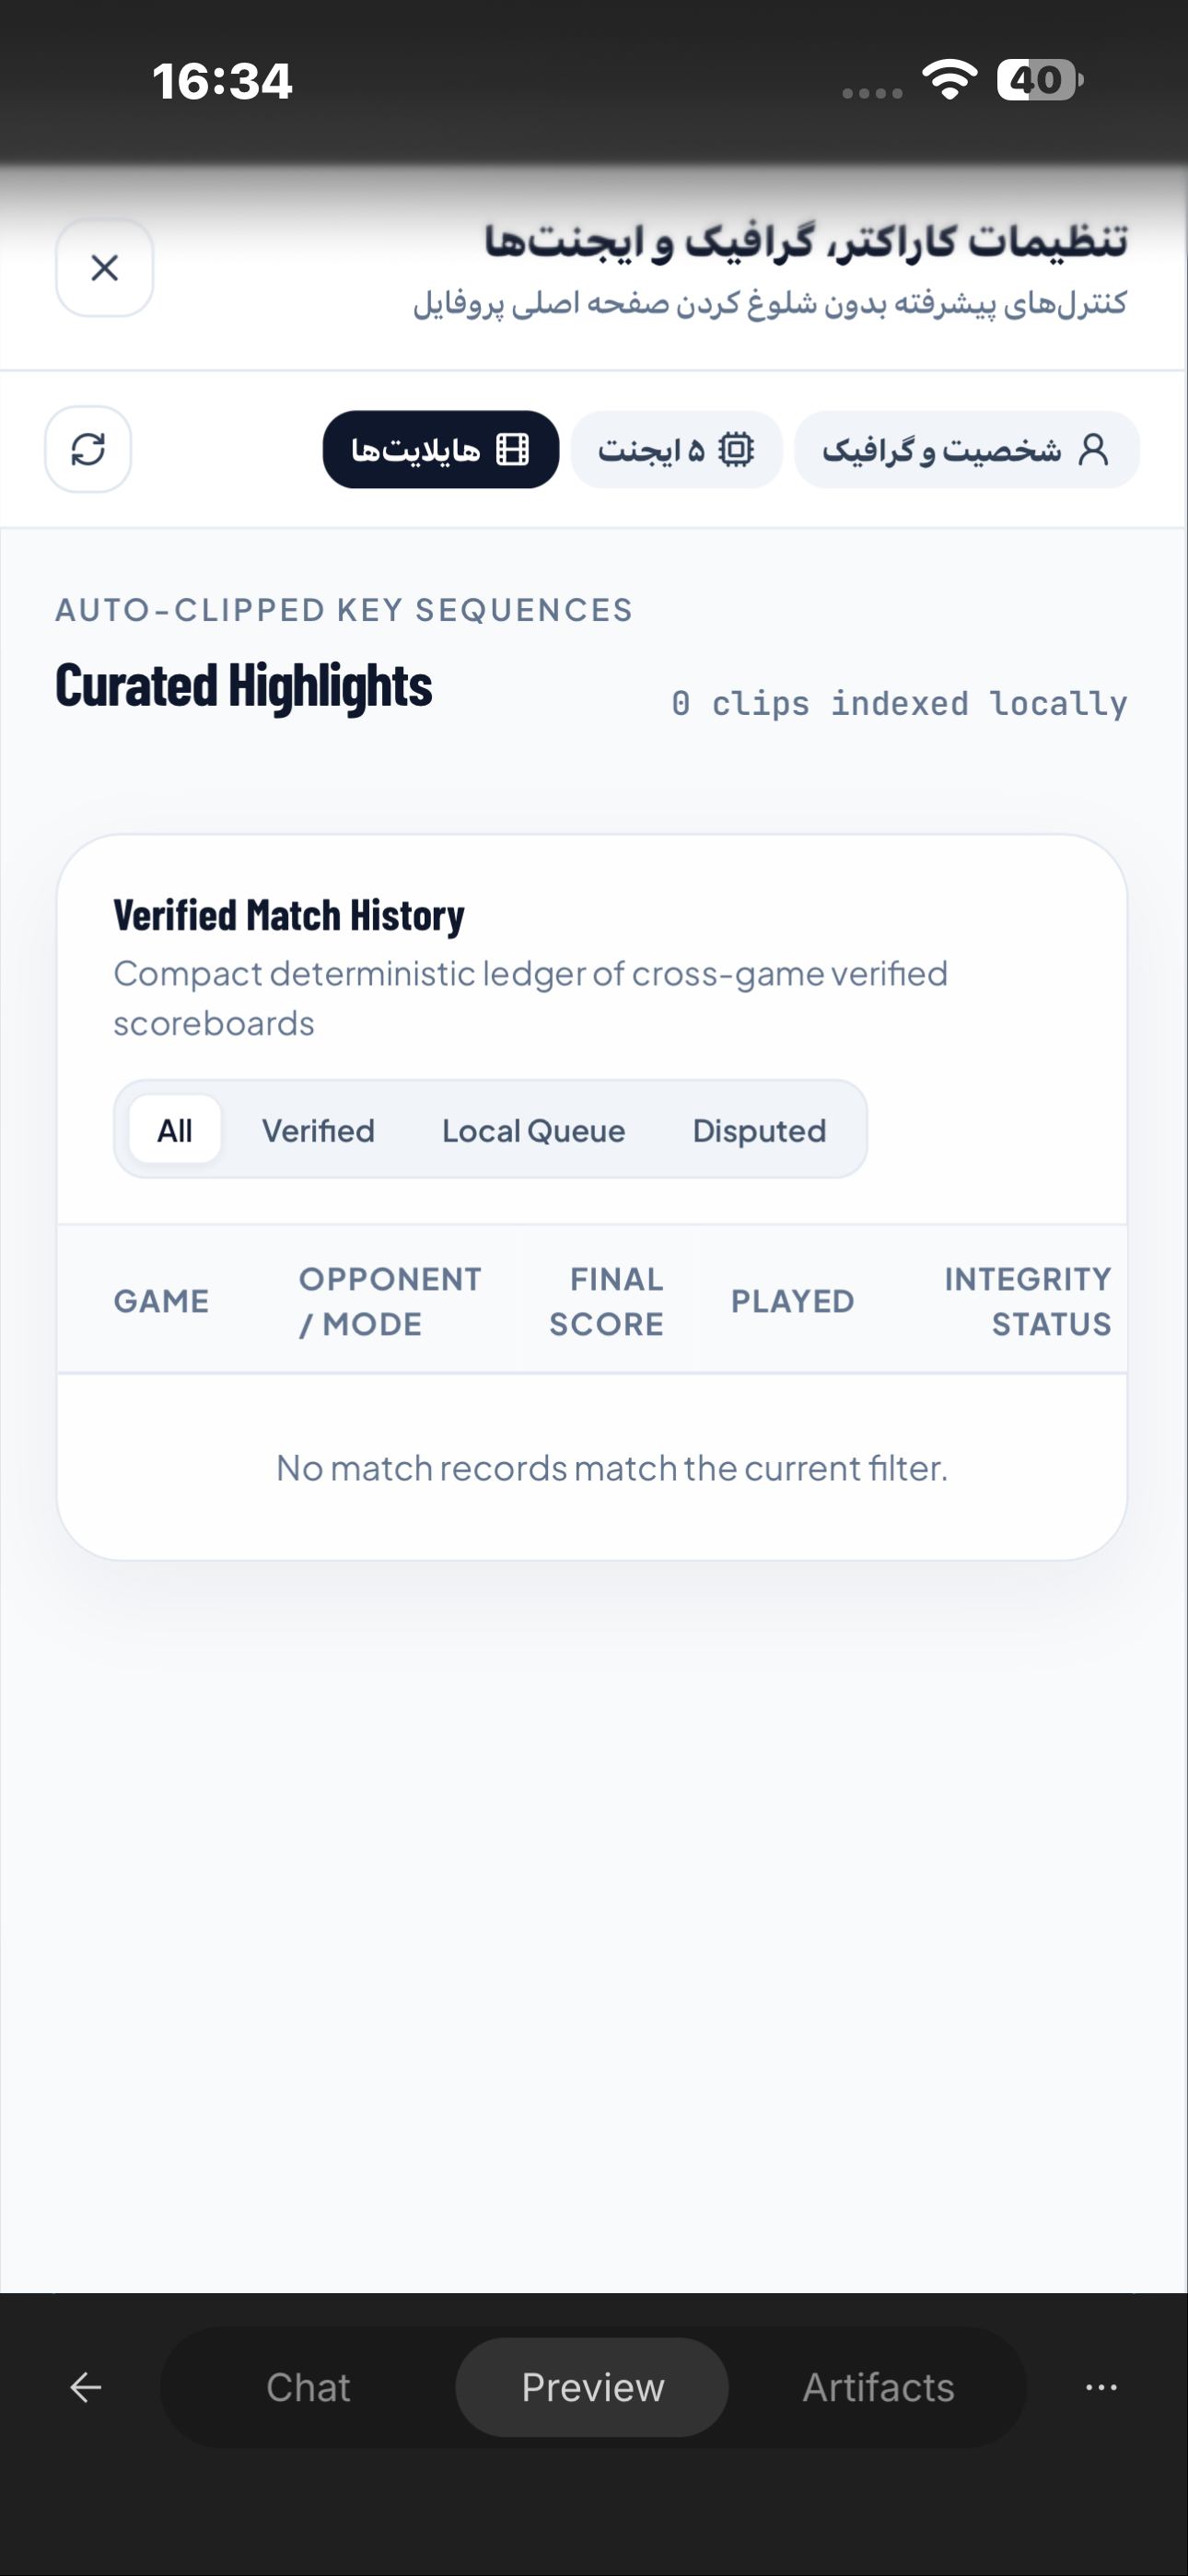 16:34
40
تنظیمات کاراکتر، گرافیک و ایجنت‌ها
کنترل‌های پیشرفته بدون شلوغ کردن صفحه اصلی پروفایل
شخصیت و گرافیک
۵ ایجنت
هایلایت‌ها
AUTO-CLIPPED KEY SEQUENCES
Curated Highlights
0 clips indexed locally
Verified Match History
Compact deterministic ledger of cross-game verified
scoreboards
All Verified Local Queue Disputed
GAME
OPPONENT
/ MODE
FINAL
SCORE
PLAYED
INTEGRITY
STATUS
No match records match the current filter.
Chat Preview Artifacts